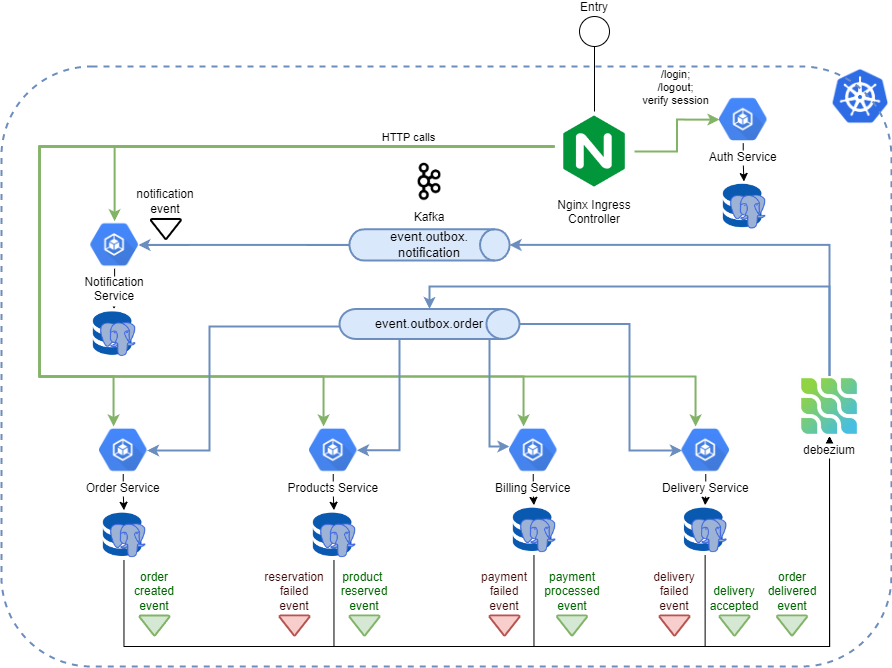 Entry
/login;
/logout;
verify session
HTTP calls
N
Auth Service
Nginx Ingress
Controller
Kafka
notification
event
event.outbox.
notification
Notification
Service
event.outbox.order
debezium
Order Service
Products Service
Billing Service
Delivery Service
order
created
event
reservation
failed
event
product
reserved
event
payment
failed
event
payment
processed
event
delivery
failed
event
delivery
accepted
order
delivered
event